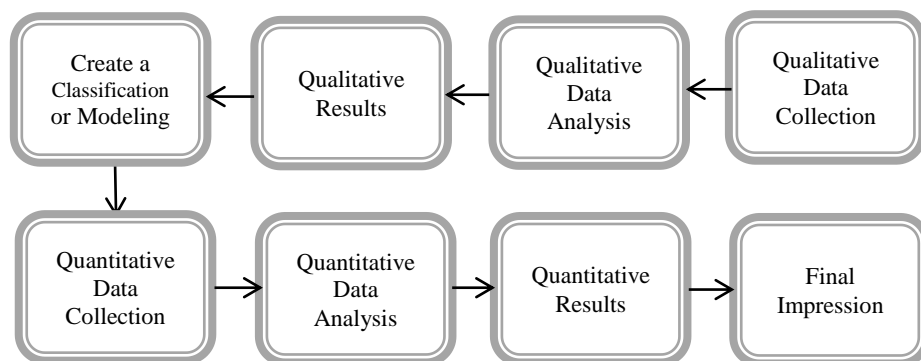 Create a
Classification
or Modeling
Qualitative
Results
Qualitative
Data
Analysis
Qualitative
Data
Collection
Quantitative
Data
Collection
Quantitative
Data
Analysis
Quantitative
Results
Final
Impression